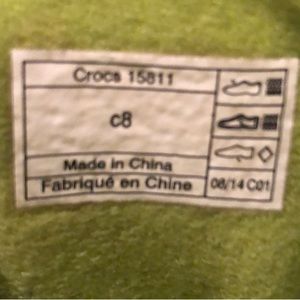 Crocs 15811
c8
Made in China
Fabriqué en Chine
08/14 C01